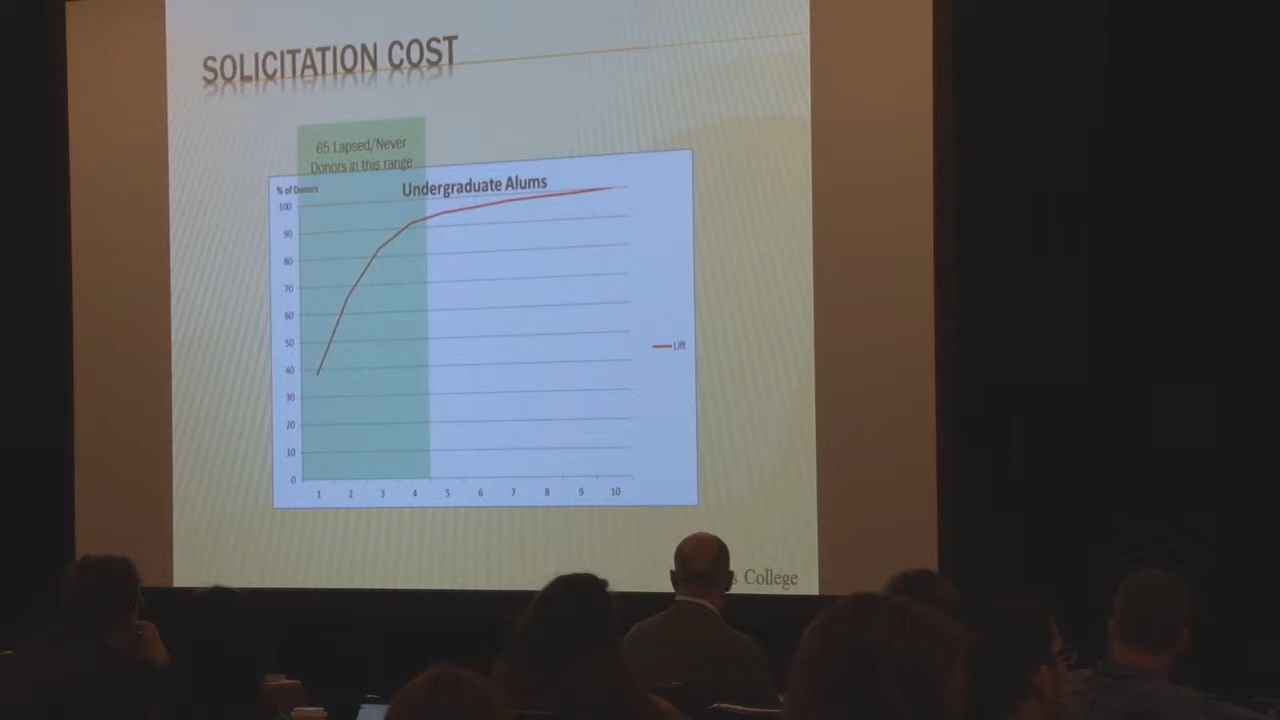 SOLICITATION COST
65 Lapsed/Never
Donors in this range
% of Donors
Undergraduate Alums
100
90
80
70
60
50
40
30
20
10
0
Lift
1 2 3 4 5 6 7 8 9 10
College